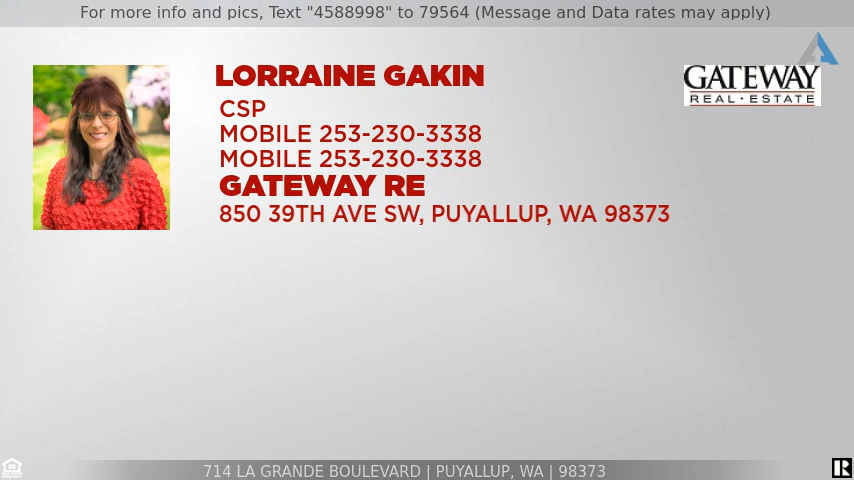 For more info and pics, Text "4588998" to 79564 (Message and Data rates may apply)
LORRAINE GAKIN
CSP
MOBILE 253-230-3338
MOBILE 253-230-3338
GATEWAY RE
850 39TH AVE SW, PUYALLUP, WA 98373
GATEWAY
REAL·ESTATE
714 LA GRANDE BOULEVARD | PUYALLUP, WA | 98373